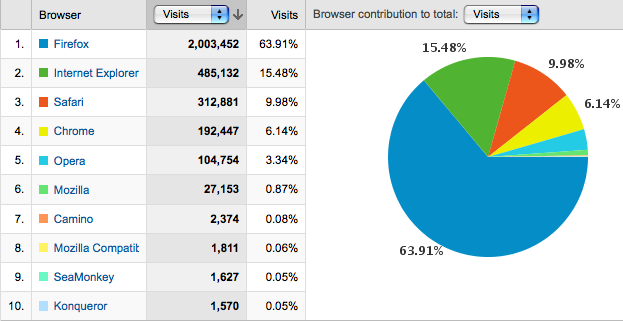 Browser Visits Visits Browser contribution to total: Visits
1. Firefox 2,003,452 63.91%
2. Internet Explorer 485,132 15.48%
3. Safari 312,881 9.98%
4. Chrome 192,447 6.14%
5. Opera 104,754 3.34%
6. Mozilla 27,153 0.87%
7. Camino 2,374 0.08%
8. Mozilla Compatit 1,811 0.06%
9. SeaMonkey 1,627 0.05%
10. Konqueror 1,570 0.05%
15.48%
9.98%
6.14%
63.91%